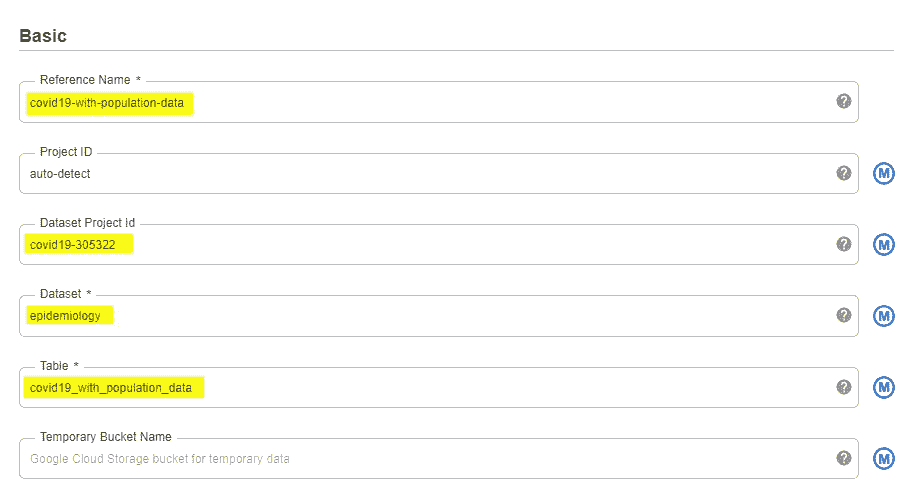 Basic
Reference Name *
covid19-with-population-data
?
Project ID
auto-detect
?
M
Dataset Project Id
covid19-305322
?
M
Dataset *
epidemiology
?
M
Table *
covid19_with_population_data
?
M
Temporary Bucket Name
Google Cloud Storage bucket for temporary data
?
M